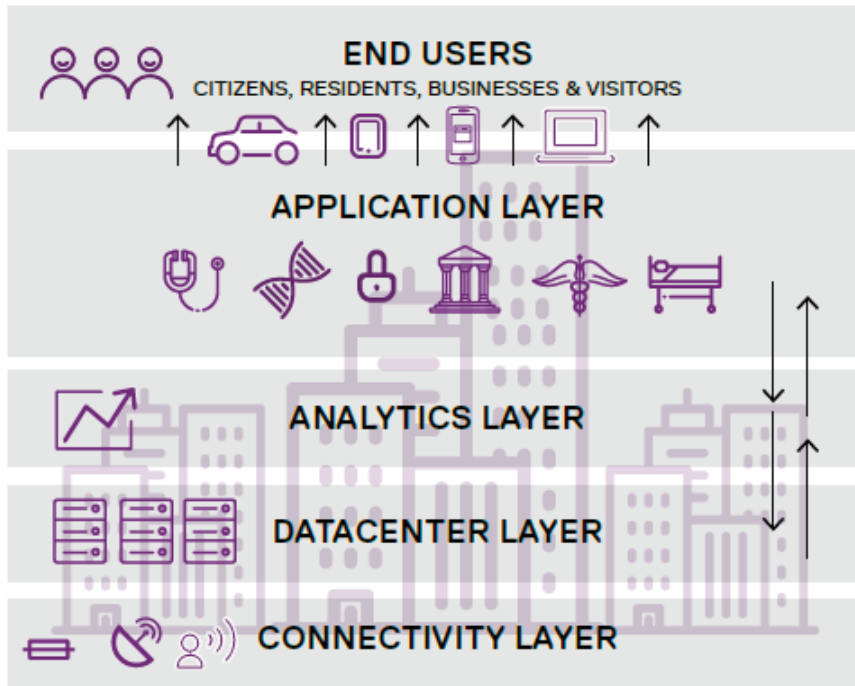 END USERS
CITIZENS, RESIDENTS, BUSINESSES & VISITORS
APPLICATION LAYER
ANALYTICS LAYER
DATACENTER LAYER
CONNECTIVITY LAYER